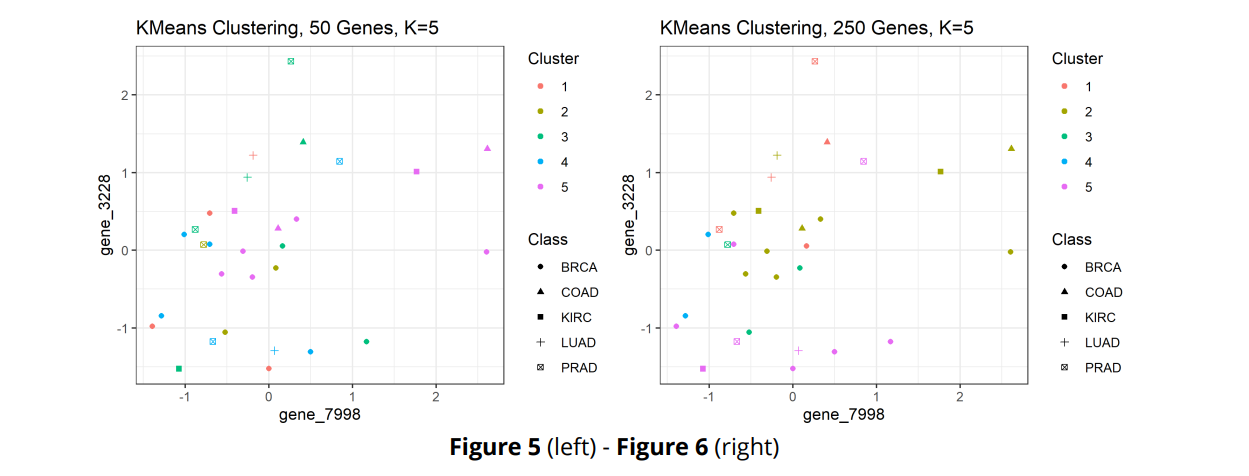 KMeans Clustering, 50 Genes, K=5
gene_3228
2
1
0
-1
-1
0
1
2
gene_7998
Cluster
1
2
3
4
5
Class
BRCA
COAD
KIRC
LUAD
PRAD
KMeans Clustering, 250 Genes, K=5
gene_3228
2
1
0
-1
-1
0
1
2
gene_7998
Cluster
1
2
3
4
5
Class
BRCA
COAD
KIRC
LUAD
PRAD
Figure 5 (left) - Figure 6 (right)